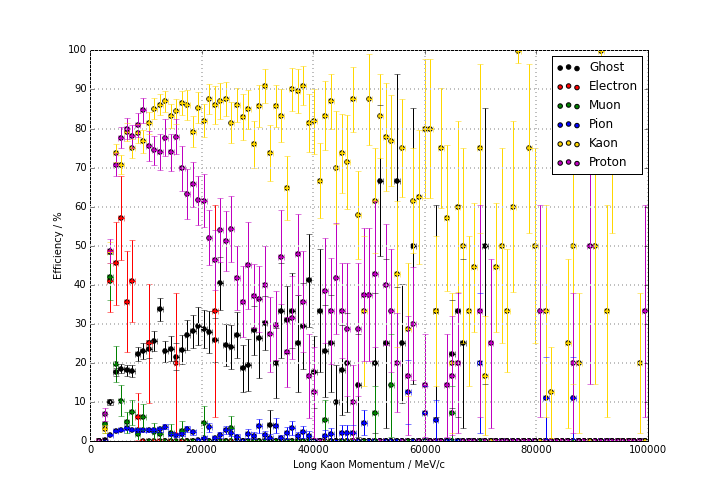 100
90
80
70
60
50
40
30
20
10
0
Efficiency / %
0
20000
40000
60000
80000
100000
Long Kaon Momentum / MeV/c
Ghost
Electron
Muon
Pion
Kaon
Proton